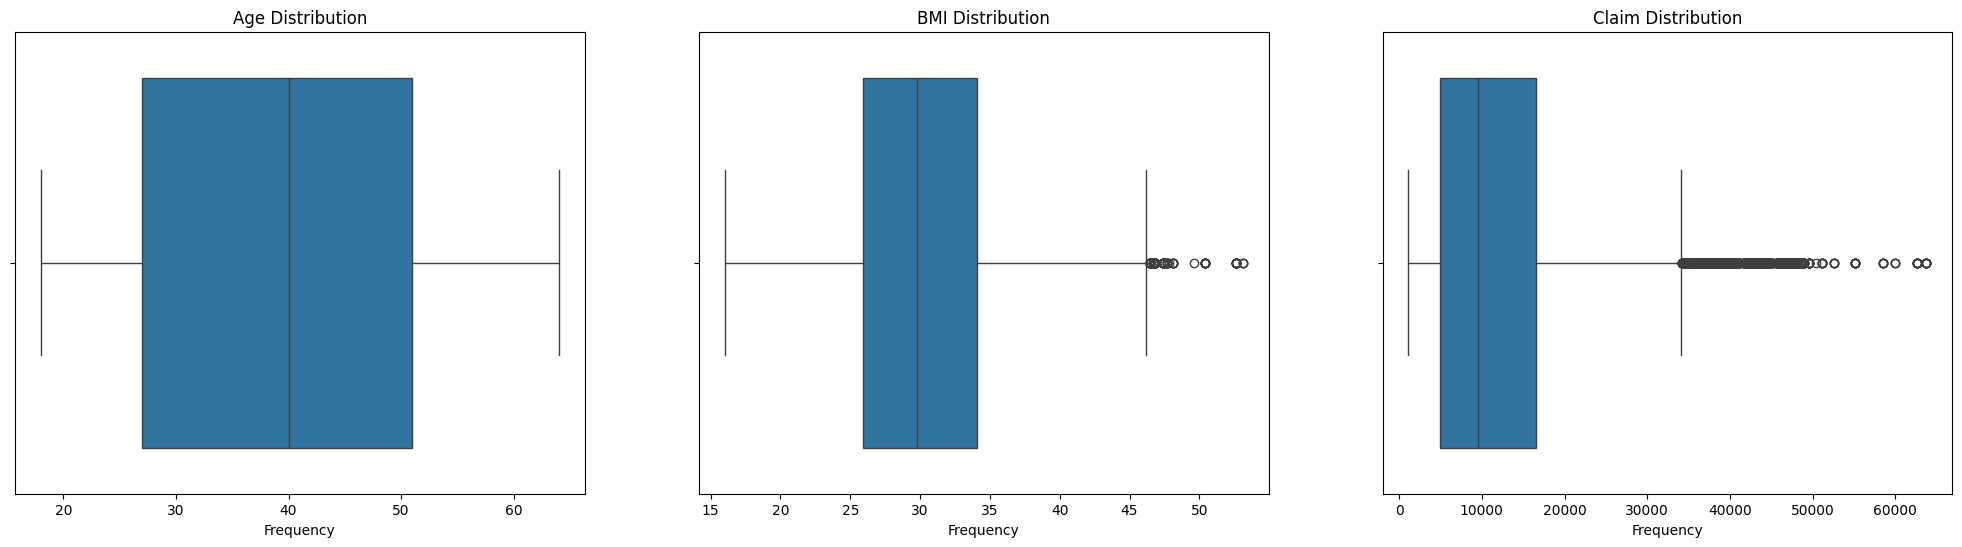 Age Distribution
20 30 40 50 60
Frequency
BMI Distribution
15 20 25 30 35 40 45 50
Frequency
Claim Distribution
0 10000 20000 30000 40000 50000 60000
Frequency